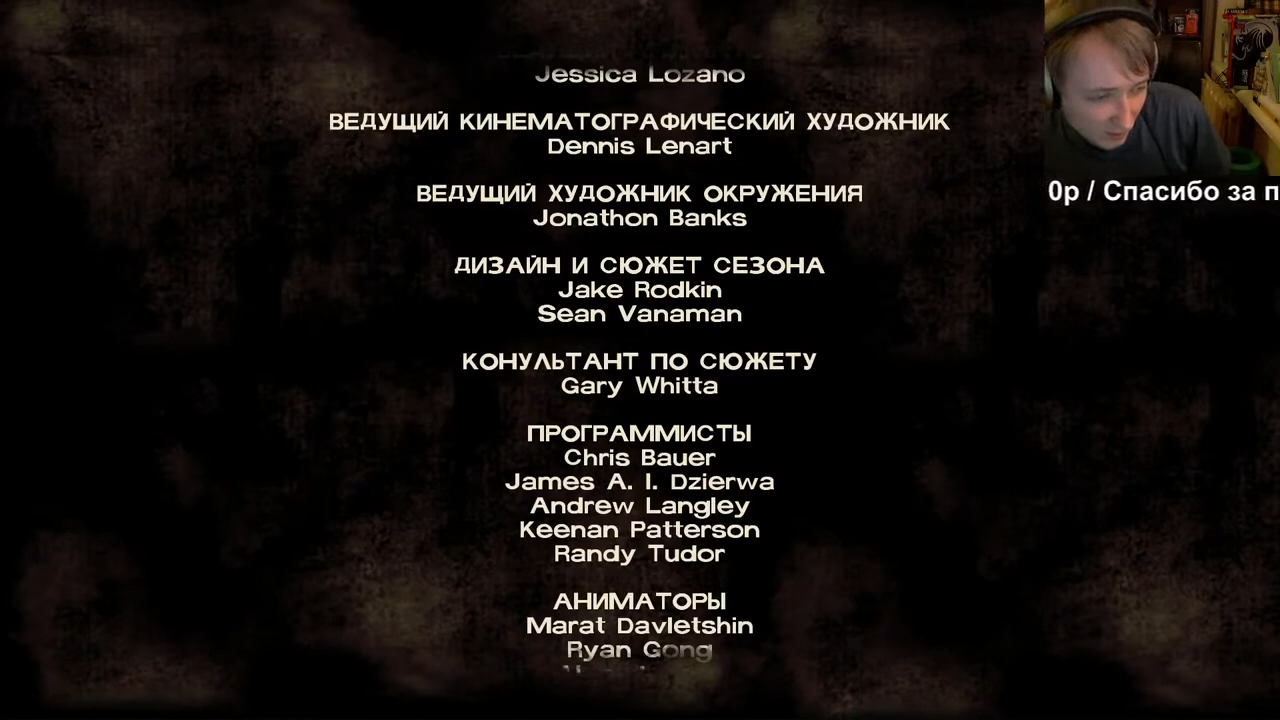 Jessica Lozano
ВЕДУЩИЙ КИНЕМАТОГРАФИЧЕСКИЙ ХУДОЖНИК
Dennis Lenart
ВЕДУЩИЙ ХУДОЖНИК ОКРУЖЕНИЯ
Jonathon Banks
ДИЗАЙН И СЮЖЕТ СЕЗОНА
Jake Rodkin
Sean Vanaman
КОНУЛЬТАНТ ПО СЮЖЕТУ
Gary Whitta
ПРОГРАММИСТЫ
Chris Bauer
James A. I. Dzierwa
Andrew Langley
Keenan Patterson
Randy Tudor
АНИМАТОРЫ
Marat Davletshin
Ryan Gong
0р / Спасибо за п